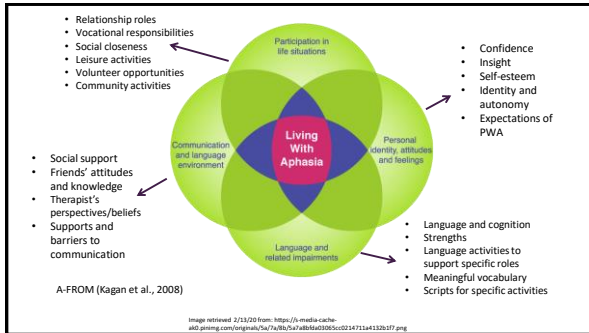 • Relationship roles
• Vocational responsibilities
• Social closeness
• Leisure activities
• Volunteer opportunities
• Community activities
Participation in
life situations
• Confidence
• Insight
• Self-esteem
• Identity and
autonomy
• Expectations of
PWA
Communication
and language
environment
Living
With
Aphasia
Personal
identity, attitudes
and feelings
• Social support
• Friends' attitudes
and knowledge
• Therapist's
perspectives/beliefs
• Supports and
barriers to
communication
Language and
related impairments
• Language and cognition
• Strengths
• Language activities to
support specific roles
• Meaningful vocabulary
• Scripts for specific activities
A-FROM (Kagan et al., 2008)
Image retrieved 2/13/20 from: https://s-media-cache-
ak0.pinimg.com/originals/5a/7a/8b/5a7a8bfda03065cc0214711a4132b1f7.png